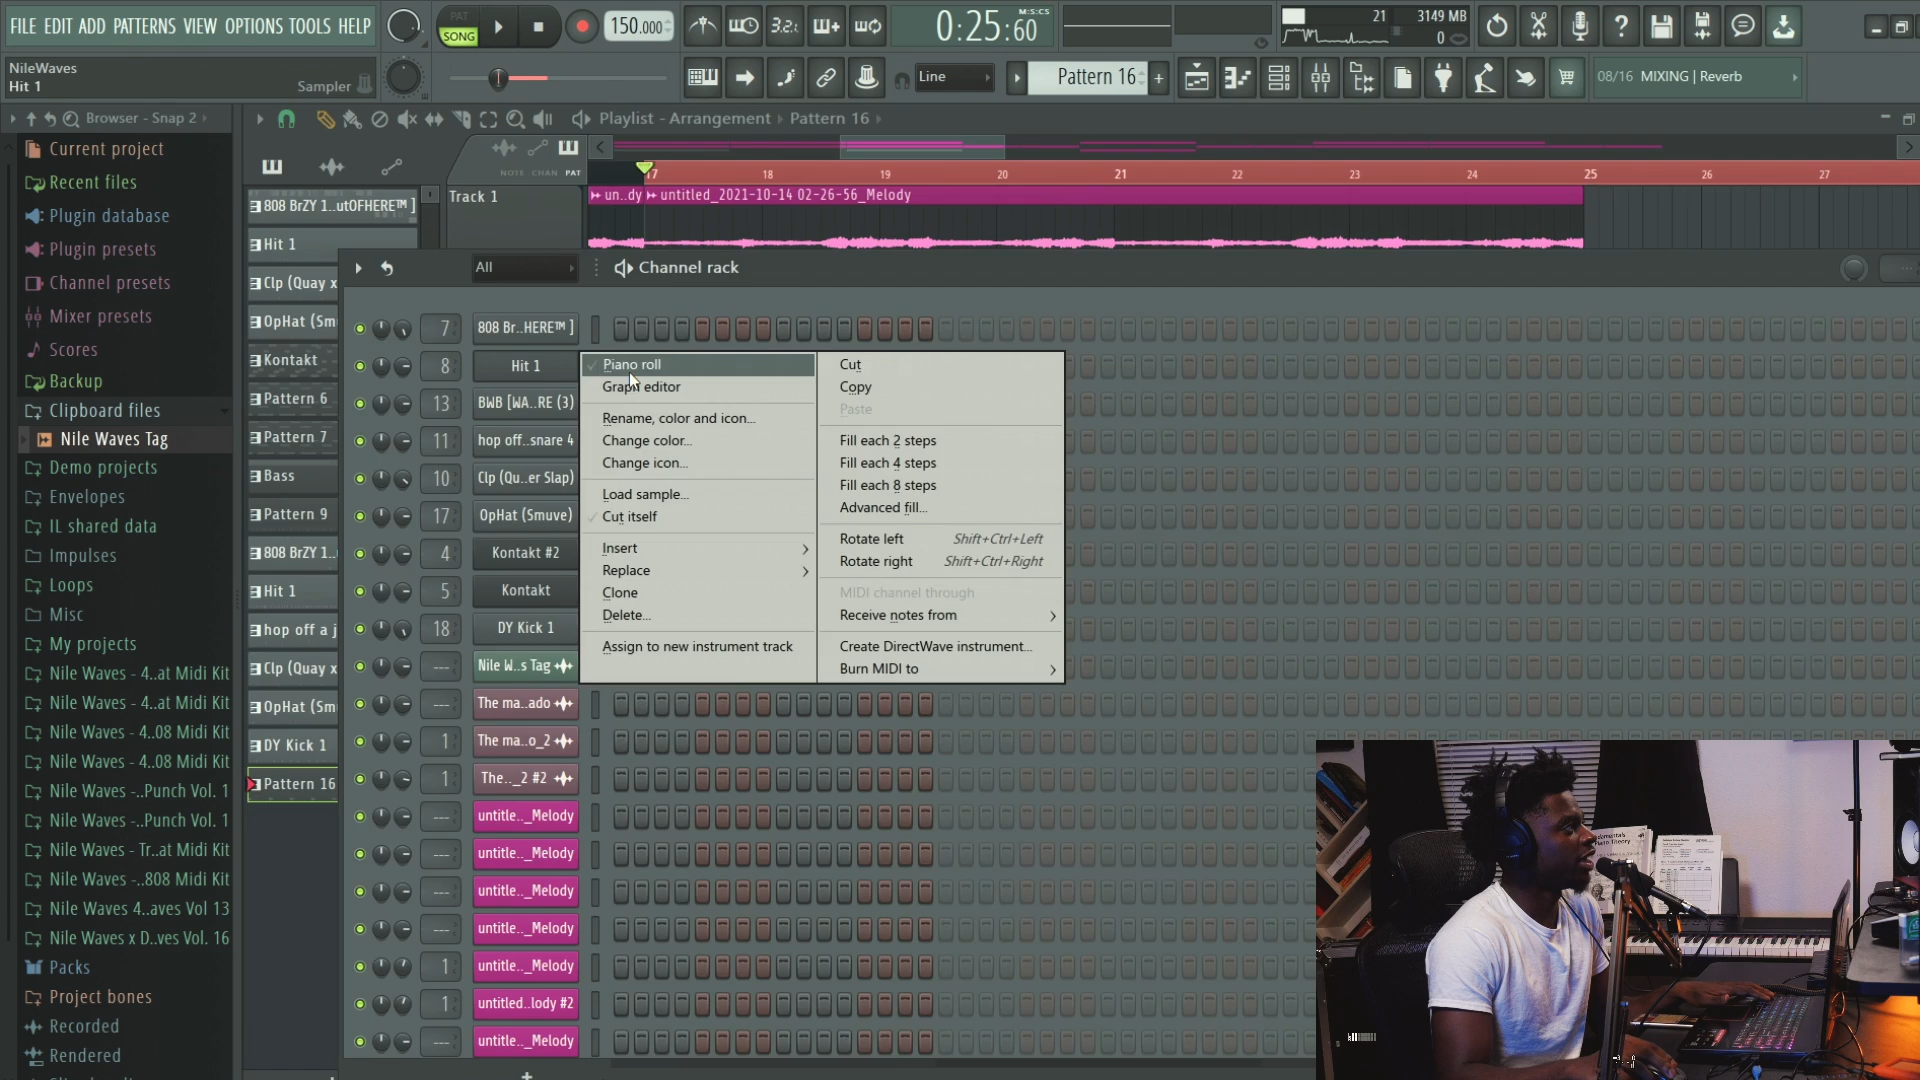 FILE EDIT ADD PATTERNS VIEW OPTIONS TOOLS HELP
PAT
SONG
150.000
3.2.
M:S:CS
0:25:60
21
3149 MB
0
NileWaves
Hit 1
Sampler
Line
Pattern 16
+
08/16 MIXING | Reverb
Browser - Snap 2
Playlist - Arrangement › Pattern 16 ›
NOTE CHAN PAT
Current project
Recent files
Plugin database
Plugin presets
Channel presets
Mixer presets
Scores
Backup
Clipboard files
Nile Waves Tag
Demo projects
Envelopes
IL shared data
Impulses
Loops
Misc
My projects
Nile Waves - 4..at Midi Kit
Nile Waves - 4..at Midi Kit
Nile Waves - 4..08 Midi Kit
Nile Waves - 4..08 Midi Kit
Nile Waves -..Punch Vol. 1
Nile Waves -..Punch Vol. 1
Nile Waves - Tr..at Midi Kit
Nile Waves -..808 Midi Kit
Nile Waves 4..aves Vol 13
Nile Waves x D..ves Vol. 16
Packs
Project bones
Recorded
Rendered
808 BrZY 1..utOFHERE™ ]
Hit 1
Clp (Quay x
OpHat (Sm
Kontakt
Pattern 6
Pattern 7
Bass
Pattern 9
808 BrZY 1..
Hit 1
hop off a j
Clp (Quay x
OpHat (Sm
DY Kick 1
Pattern 16
Track 1
17 18 19 20 21 22 23 24 25 26 27
un..dy
untitled_2021-10-14 02-26-56_Melody
All
Channel rack
7 808 Br..HERE™ ]
8 Hit 1
13 BWB [WA..RE (3)
11 hop off..snare 4
10 Clp (Qu..er Slap)
17 OpHat (Smuve)
4 Kontakt #2
5 Kontakt
18 DY Kick 1
--- Nile W..s Tag
--- The ma..ado
1 The ma..o_2
1 The.._2 #2
--- untitle.._Melody
--- untitle.._Melody
--- untitle.._Melody
--- untitle.._Melody
1 untitle.._Melody
1 untitled..lody #2
--- untitle.._Melody
+
Piano roll
Graph editor
Rename, color and icon...
Change color...
Change icon...
Load sample...
Cut itself
Insert
Replace
Clone
Delete...
Assign to new instrument track
Cut
Copy
Paste
Fill each 2 steps
Fill each 4 steps
Fill each 8 steps
Advanced fill...
Rotate left Shift+Ctrl+Left
Rotate right Shift+Ctrl+Right
MIDI channel through
Receive notes from
Create DirectWave instrument...
Burn MIDI to
Piano Theory